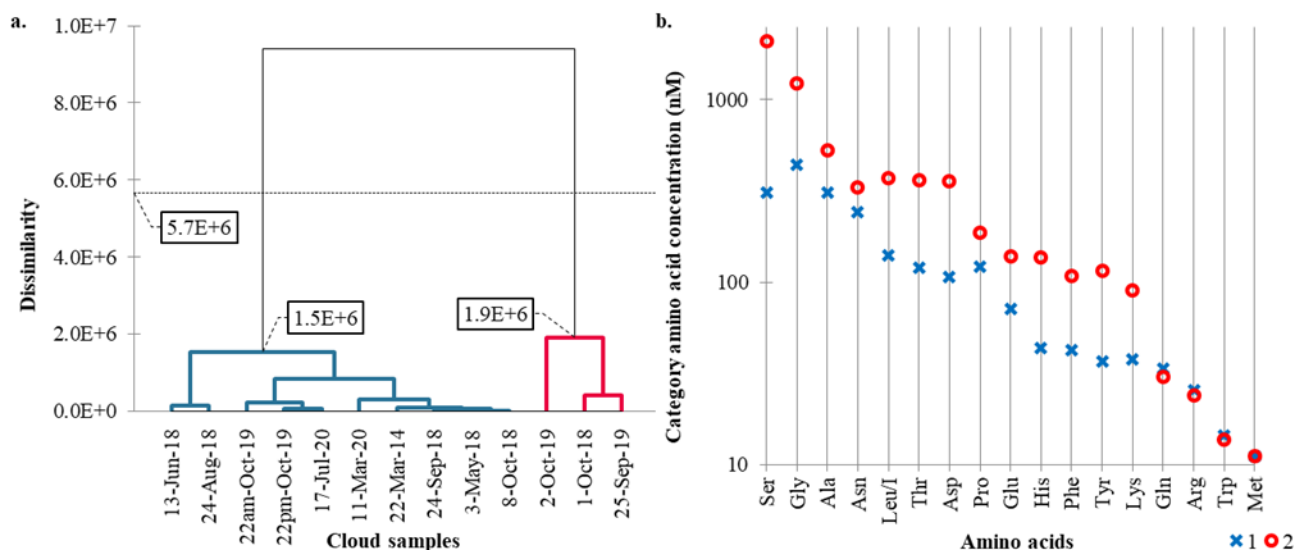 a.
Dissimilarity
1.0E+7
8.0E+6
6.0E+6
4.0E+6
2.0E+6
0.0E+0
5.7E+6
1.5E+6
1.9E+6
13-Jun-18
24-Aug-18
22am-Oct-19
22pm-Oct-19
17-Jul-20
11-Mar-20
22-Mar-14
24-Sep-18
3-May-18
8-Oct-18
2-Oct-19
1-Oct-18
25-Sep-19
Cloud samples
b.
Category amino acid concentration (nM)
1000
100
10
Ser
Gly
Ala
Asn
Leu/I
Thr
Asp
Pro
Glu
His
Phe
Tyr
Lys
Gln
Arg
Trp
Met
Amino acids
1 2